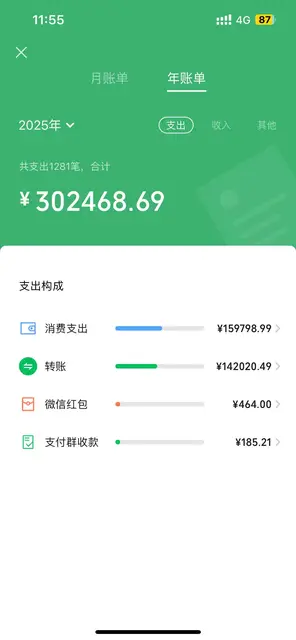 11:55 4G 87
月账单 年账单
2025年 支出 收入 其他
共支出1281笔，合计
¥ 302468.69
支出构成
消费支出 ¥159798.99
转账 ¥142020.49
微信红包 ¥464.00
支付群收款 ¥185.21